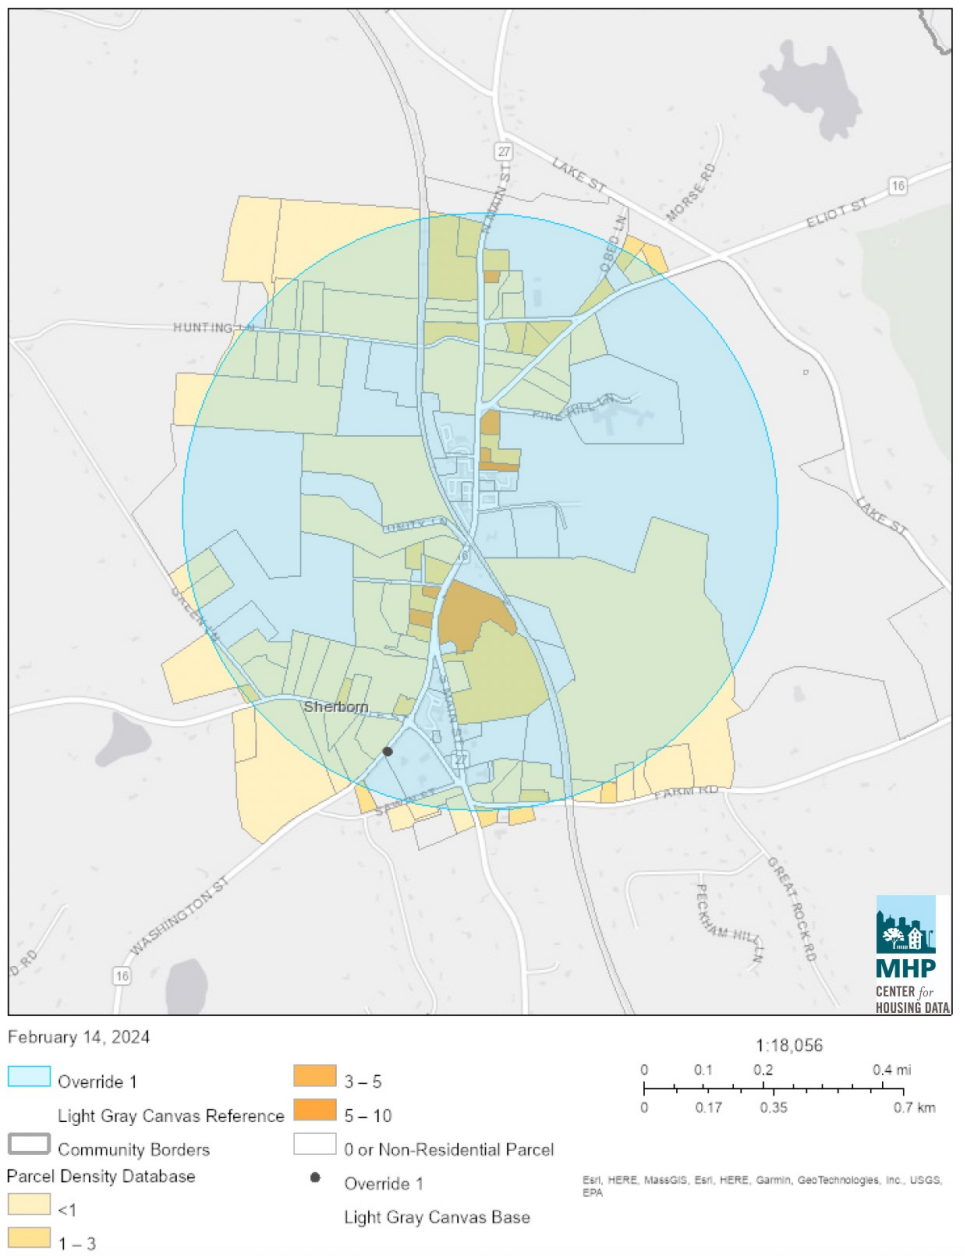 27
LAKE ST
MORSE RD
16
ELIOT ST
N MAIN ST
OBED LN
HUNTING LN
PINE HILL LN
LAKE ST
UNITY LN
16
GREEN LN
Sherborn
S MAIN ST
27
SAWIN ST
FARM RD
WASHINGTON ST
GREAT ROCK RD
PECKHAM HILL LN
D RD
16
MHP
CENTER for
HOUSING DATA
February 14, 2024
1:18,056
0 0.1 0.2 0.4 mi
0 0.17 0.35 0.7 km
Override 1
Light Gray Canvas Reference
Community Borders
Parcel Density Database
<1
1 – 3
3 – 5
5 – 10
0 or Non-Residential Parcel
Override 1
Light Gray Canvas Base
Esri, HERE, MassGIS, Esri, HERE, Garmin, GeoTechnologies, Inc., USGS,
EPA